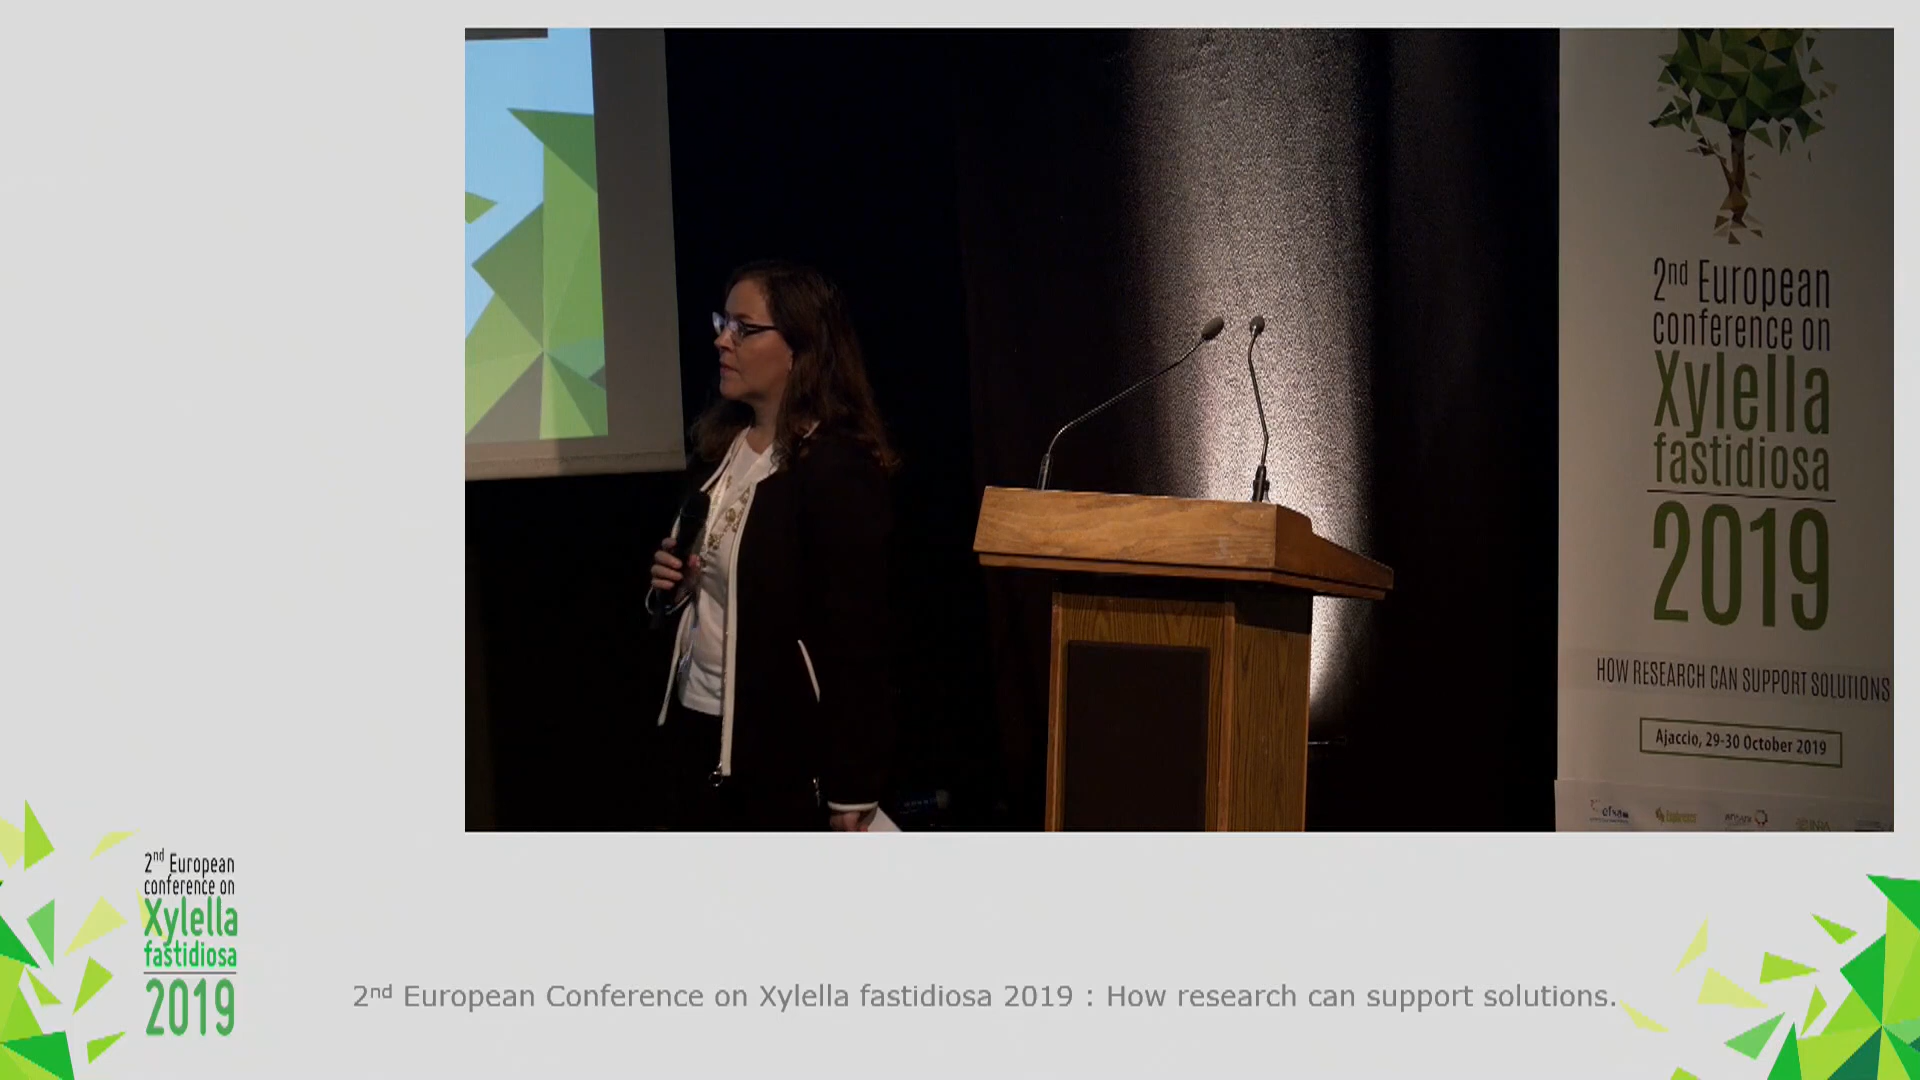 2nd European
conference on
Xylella
fastidiosa
2019
HOW RESEARCH CAN SUPPORT SOLUTIONS
Ajaccio, 29-30 October 2019
efsa
2nd European
conference on
Xylella
fastidiosa
2019
2nd European Conference on Xylella fastidiosa 2019 : How research can support solutions.